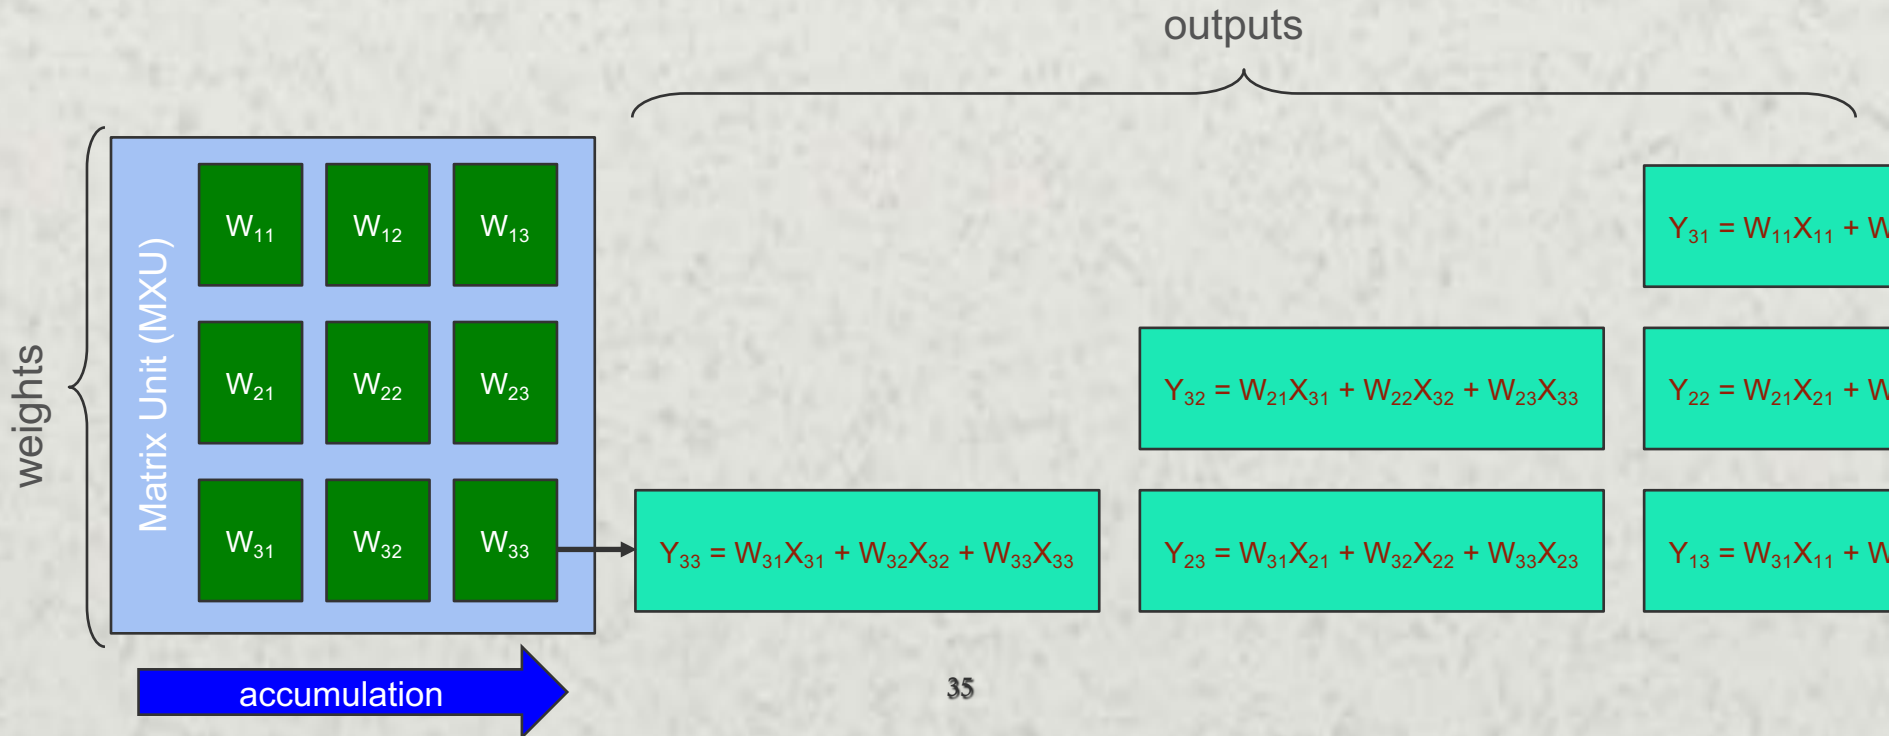 outputs
weights
Matrix Unit (MXU)
W₁₁ W₁₂ W₁₃
Y₃₁ = W₁₁X₁₁ + W
W₂₁ W₂₂ W₂₃
Y₃₂ = W₂₁X₃₁ + W₂₂X₃₂ + W₂₃X₃₃
Y₂₂ = W₂₁X₂₁ + W
W₃₁ W₃₂ W₃₃
Y₃₃ = W₃₁X₃₁ + W₃₂X₃₂ + W₃₃X₃₃
Y₂₃ = W₃₁X₂₁ + W₃₂X₂₂ + W₃₃X₂₃
Y₁₃ = W₃₁X₁₁ + W
accumulation
35